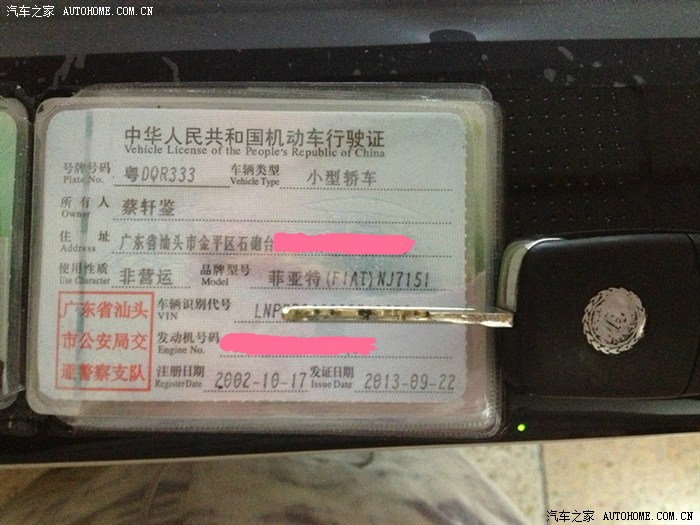 汽车之家 AUTOHOME.COM.CN
中华人民共和国机动车行驶证
Vehicle License of the People's Republic of China
号牌号码 Plate No. 粤DQR333 车辆类型 Vehicle Type 小型轿车
所有人 Owner 蔡轩鉴
住址 Address 广东省汕头市金平区石炮台
使用性质 Use Character 非营运 品牌型号 Model 菲亚特(FIAT)NJ7151
车辆识别代号 VIN LNP
发动机号码 Engine No.
注册日期 Register Date 2002-10-17 发证日期 Issue Date 2013-09-22
广东省汕头
市公安局交
通警察支队
汽车之家 AUTOHOME.COM.CN